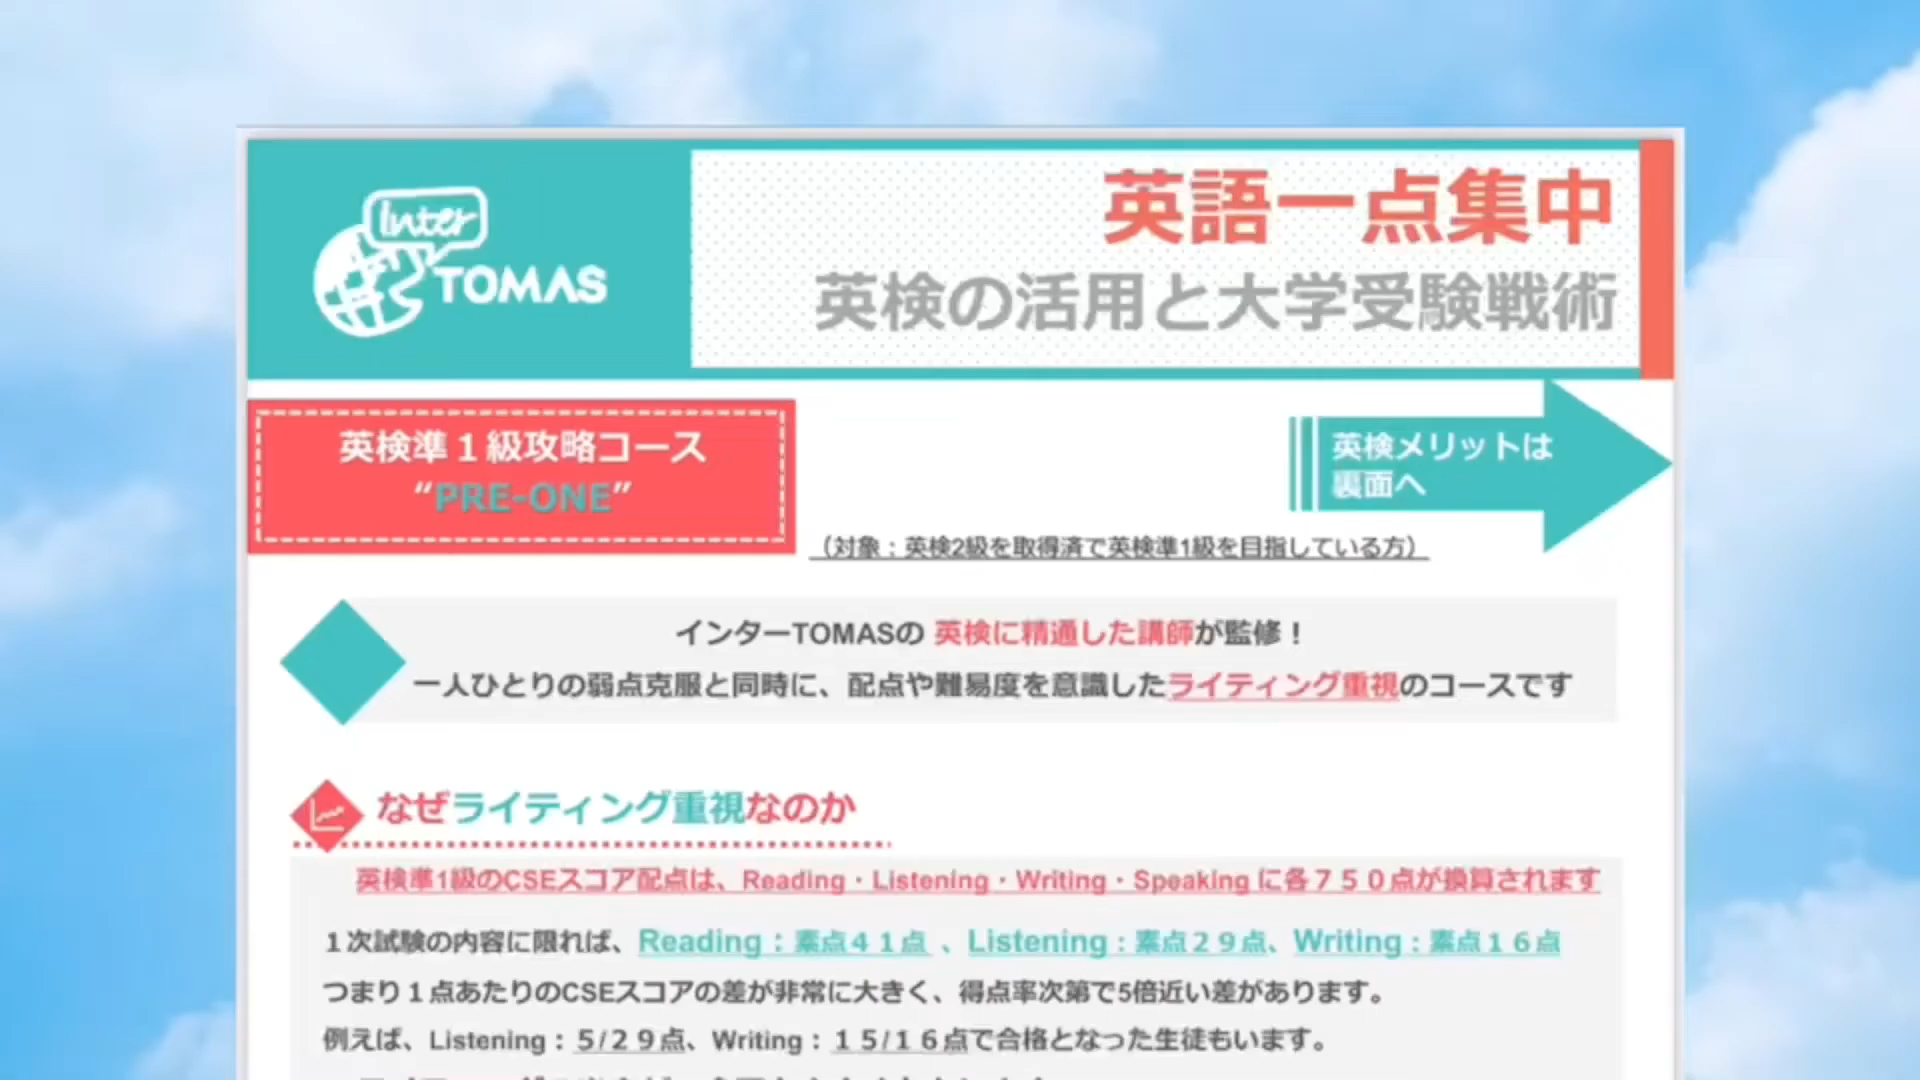 Inter
TOMAS
英語一点集中
英検の活用と大学受験戦術
英検準１級攻略コース
“PRE-ONE”
英検メリットは
裏面へ
（対象：英検2級を取得済で英検準1級を目指している方）
インターTOMASの 英検に精通した講師が監修！
一人ひとりの弱点克服と同時に、配点や難易度を意識したライティング重視のコースです
なぜライティング重視なのか
英検準1級のCSEスコア配点は、Reading・Listening・Writing・Speaking に各７５０点が換算されます
１次試験の内容に限れば、Reading：素点４１点 、Listening：素点２９点、Writing：素点１６点
つまり１点あたりのCSEスコアの差が非常に大きく、得点率次第で5倍近い差があります。
例えば、Listening：５/２９点、Writing：１５/１６点で合格となった生徒もいます。